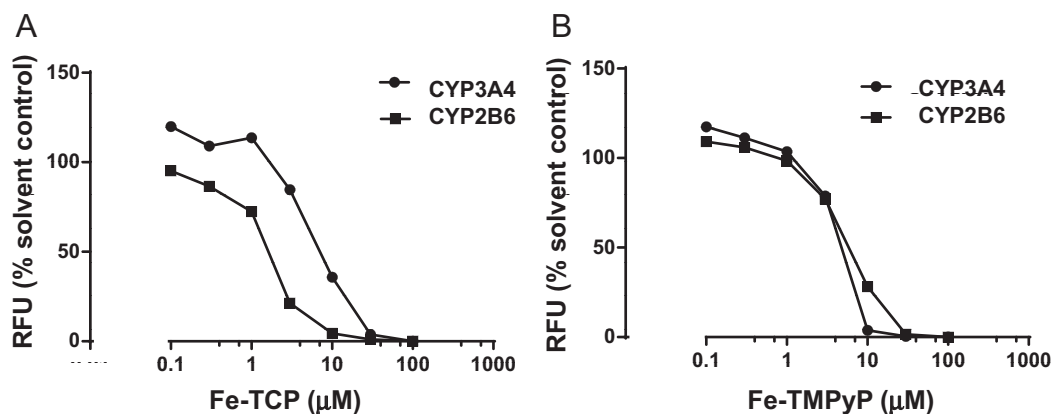 A
B
RFU (% solvent control)
150
100
50
0
CYP3A4
CYP2B6
0.1 1 10 100 1000
Fe-TCP (μM)
RFU (% solvent control)
150
100
50
0
CYP3A4
CYP2B6
0.1 1 10 100 1000
Fe-TMPyP (μM)